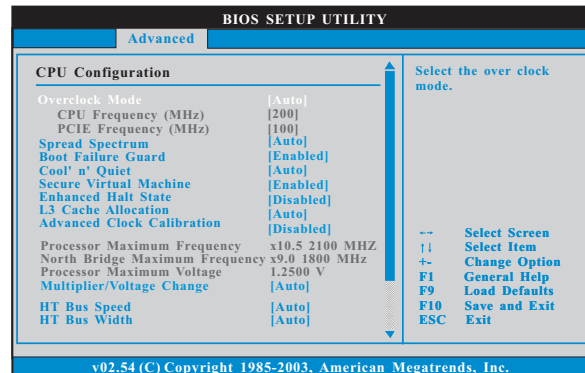 BIOS SETUP UTILITY
Advanced
CPU Configuration
Overclock Mode [Auto]
CPU Frequency (MHz) [200]
PCIE Frequency (MHz) [100]
Spread Spectrum [Auto]
Boot Failure Guard [Enabled]
Cool' n' Quiet [Auto]
Secure Virtual Machine [Enabled]
Enhanced Halt State [Disabled]
L3 Cache Allocation [Auto]
Advanced Clock Calibration [Disabled]
Processor Maximum Frequency x10.5 2100 MHZ
North Bridge Maximum Frequency x9.0 1800 MHz
Processor Maximum Voltage 1.2500 V
Multiplier/Voltage Change [Auto]
HT Bus Speed [Auto]
HT Bus Width [Auto]
Select the over clock
mode.
←→ Select Screen
↑↓ Select Item
+- Change Option
F1 General Help
F9 Load Defaults
F10 Save and Exit
ESC Exit
v02.54 (C) Copyright 1985-2003, American Megatrends, Inc.